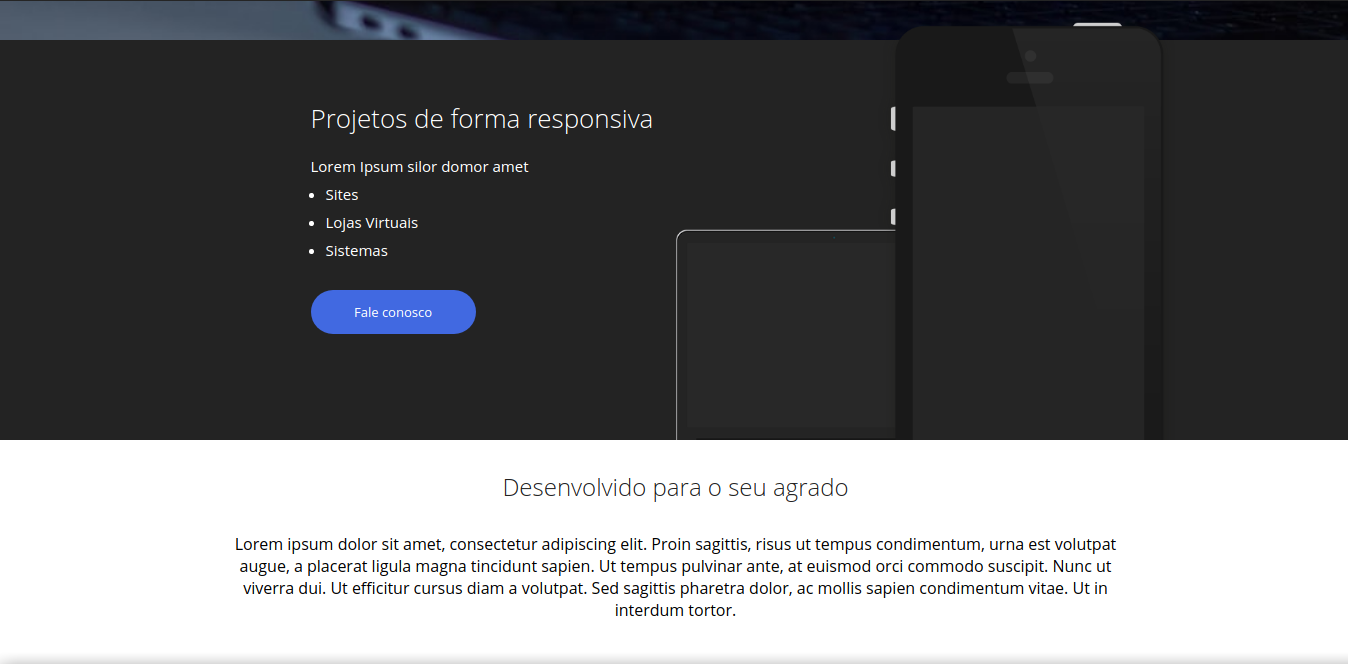 Projetos de forma responsiva
Lorem Ipsum silor domor amet
Sites
Lojas Virtuais
Sistemas
Fale conosco
Desenvolvido para o seu agrado
Lorem ipsum dolor sit amet, consectetur adipiscing elit. Proin sagittis, risus ut tempus condimentum, urna est volutpat
augue, a placerat ligula magna tincidunt sapien. Ut tempus pulvinar ante, at euismod orci commodo suscipit. Nunc ut
viverra dui. Ut efficitur cursus diam a volutpat. Sed sagittis pharetra dolor, ac mollis sapien condimentum vitae. Ut in
interdum tortor.